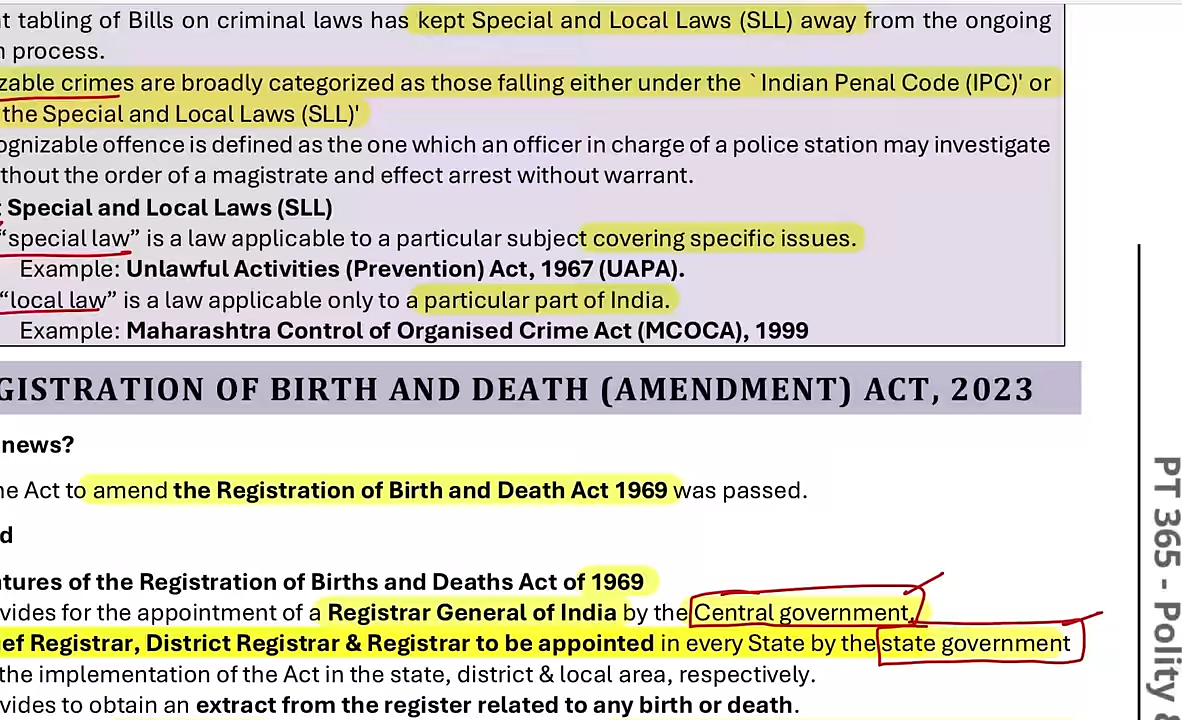 t tabling of Bills on criminal laws has kept Special and Local Laws (SLL) away from the ongoing
process.
zable crimes are broadly categorized as those falling either under the `Indian Penal Code (IPC)' or
the Special and Local Laws (SLL)'
ognizable offence is defined as the one which an officer in charge of a police station may investigate
thout the order of a magistrate and effect arrest without warrant.
: Special and Local Laws (SLL)
“special law” is a law applicable to a particular subject covering specific issues.
Example: Unlawful Activities (Prevention) Act, 1967 (UAPA).
“local law” is a law applicable only to a particular part of India.
Example: Maharashtra Control of Organised Crime Act (MCOCA), 1999
GISTRATION OF BIRTH AND DEATH (AMENDMENT) ACT, 2023
news?
ne Act to amend the Registration of Birth and Death Act 1969 was passed.
d
atures of the Registration of Births and Deaths Act of 1969
vides for the appointment of a Registrar General of India by the Central government,
ef Registrar, District Registrar & Registrar to be appointed in every State by the state government
the implementation of the Act in the state, district & local area, respectively.
vides to obtain an extract from the register related to any birth or death.
PT 365 - Polity